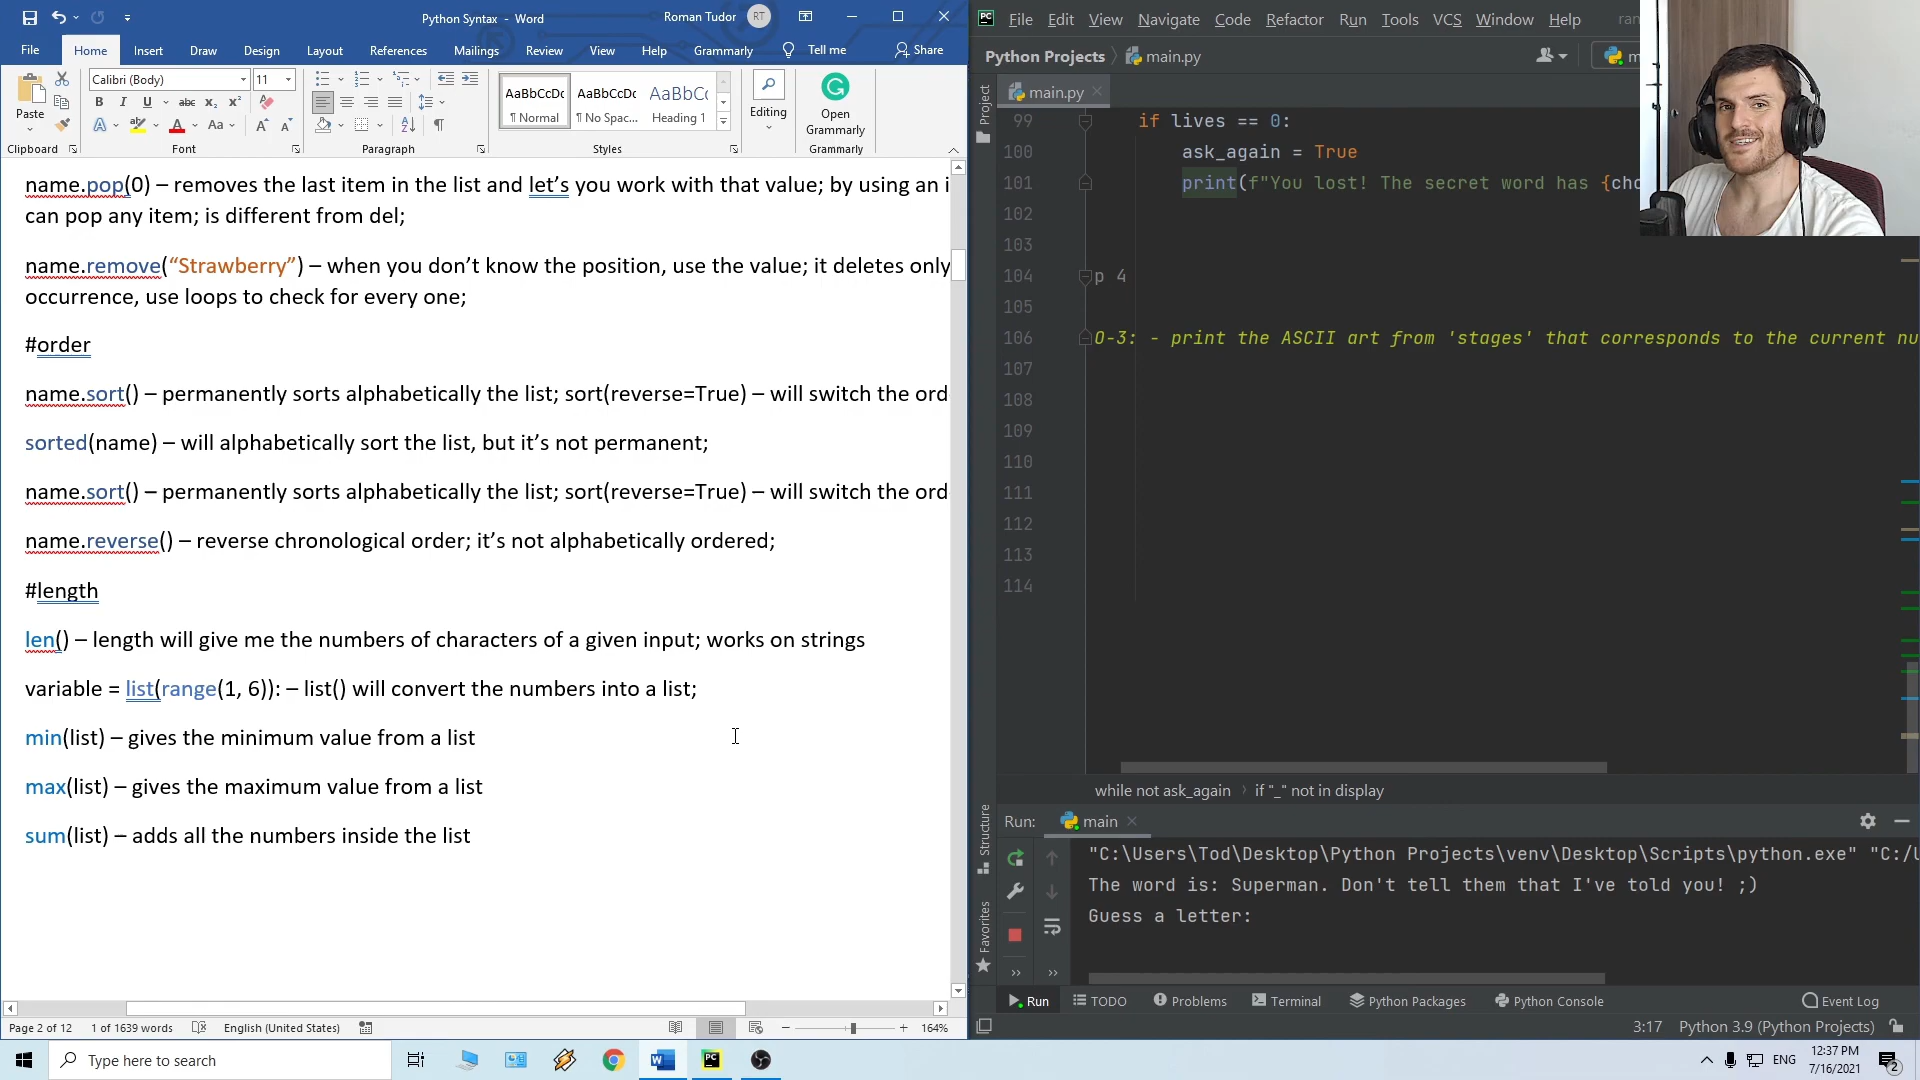 Python Syntax - Word
Roman Tudor
RT
File Home Insert Draw Design Layout References Mailings Review View Help Grammarly Tell me Share
Paste
Calibri (Body) 11
AaBbCcDc AaBbCcDc AaBbCc
¶ Normal ¶ No Spac... Heading 1
Editing
Open
Grammarly
Clipboard Font Paragraph Styles Grammarly
name.pop(0) – removes the last item in the list and let’s you work with that value; by using an i
can pop any item; is different from del;
name.remove(“Strawberry”) – when you don’t know the position, use the value; it deletes only
occurrence, use loops to check for every one;
#order
name.sort() – permanently sorts alphabetically the list; sort(reverse=True) – will switch the ord
sorted(name) – will alphabetically sort the list, but it’s not permanent;
name.sort() – permanently sorts alphabetically the list; sort(reverse=True) – will switch the ord
name.reverse() – reverse chronological order; it’s not alphabetically ordered;
#length
len() – length will give me the numbers of characters of a given input; works on strings
variable = list(range(1, 6)): – list() will convert the numbers into a list;
min(list) – gives the minimum value from a list
max(list) – gives the maximum value from a list
sum(list) – adds all the numbers inside the list
Page 2 of 12 1 of 1639 words English (United States) 164%
PC File Edit View Navigate Code Refactor Run Tools VCS Window Help ran
Python Projects main.py m
Project
main.py
99 if lives == 0:
100 ask_again = True
101 print(f"You lost! The secret word has {cho
102
103
104 p 4
105
106 O-3: - print the ASCII art from 'stages' that corresponds to the current nu
107
108
109
110
111
112
113
114
while not ask_again › if "_" not in display
Structure
Favorites
Run: main
"C:\Users\Tod\Desktop\Python Projects\venv\Desktop\Scripts\python.exe" "C:/U
The word is: Superman. Don't tell them that I've told you! ;)
Guess a letter:
Run TODO Problems Terminal Python Packages Python Console Event Log
3:17 Python 3.9 (Python Projects)
Type here to search
ENG
12:37 PM
7/16/2021
2